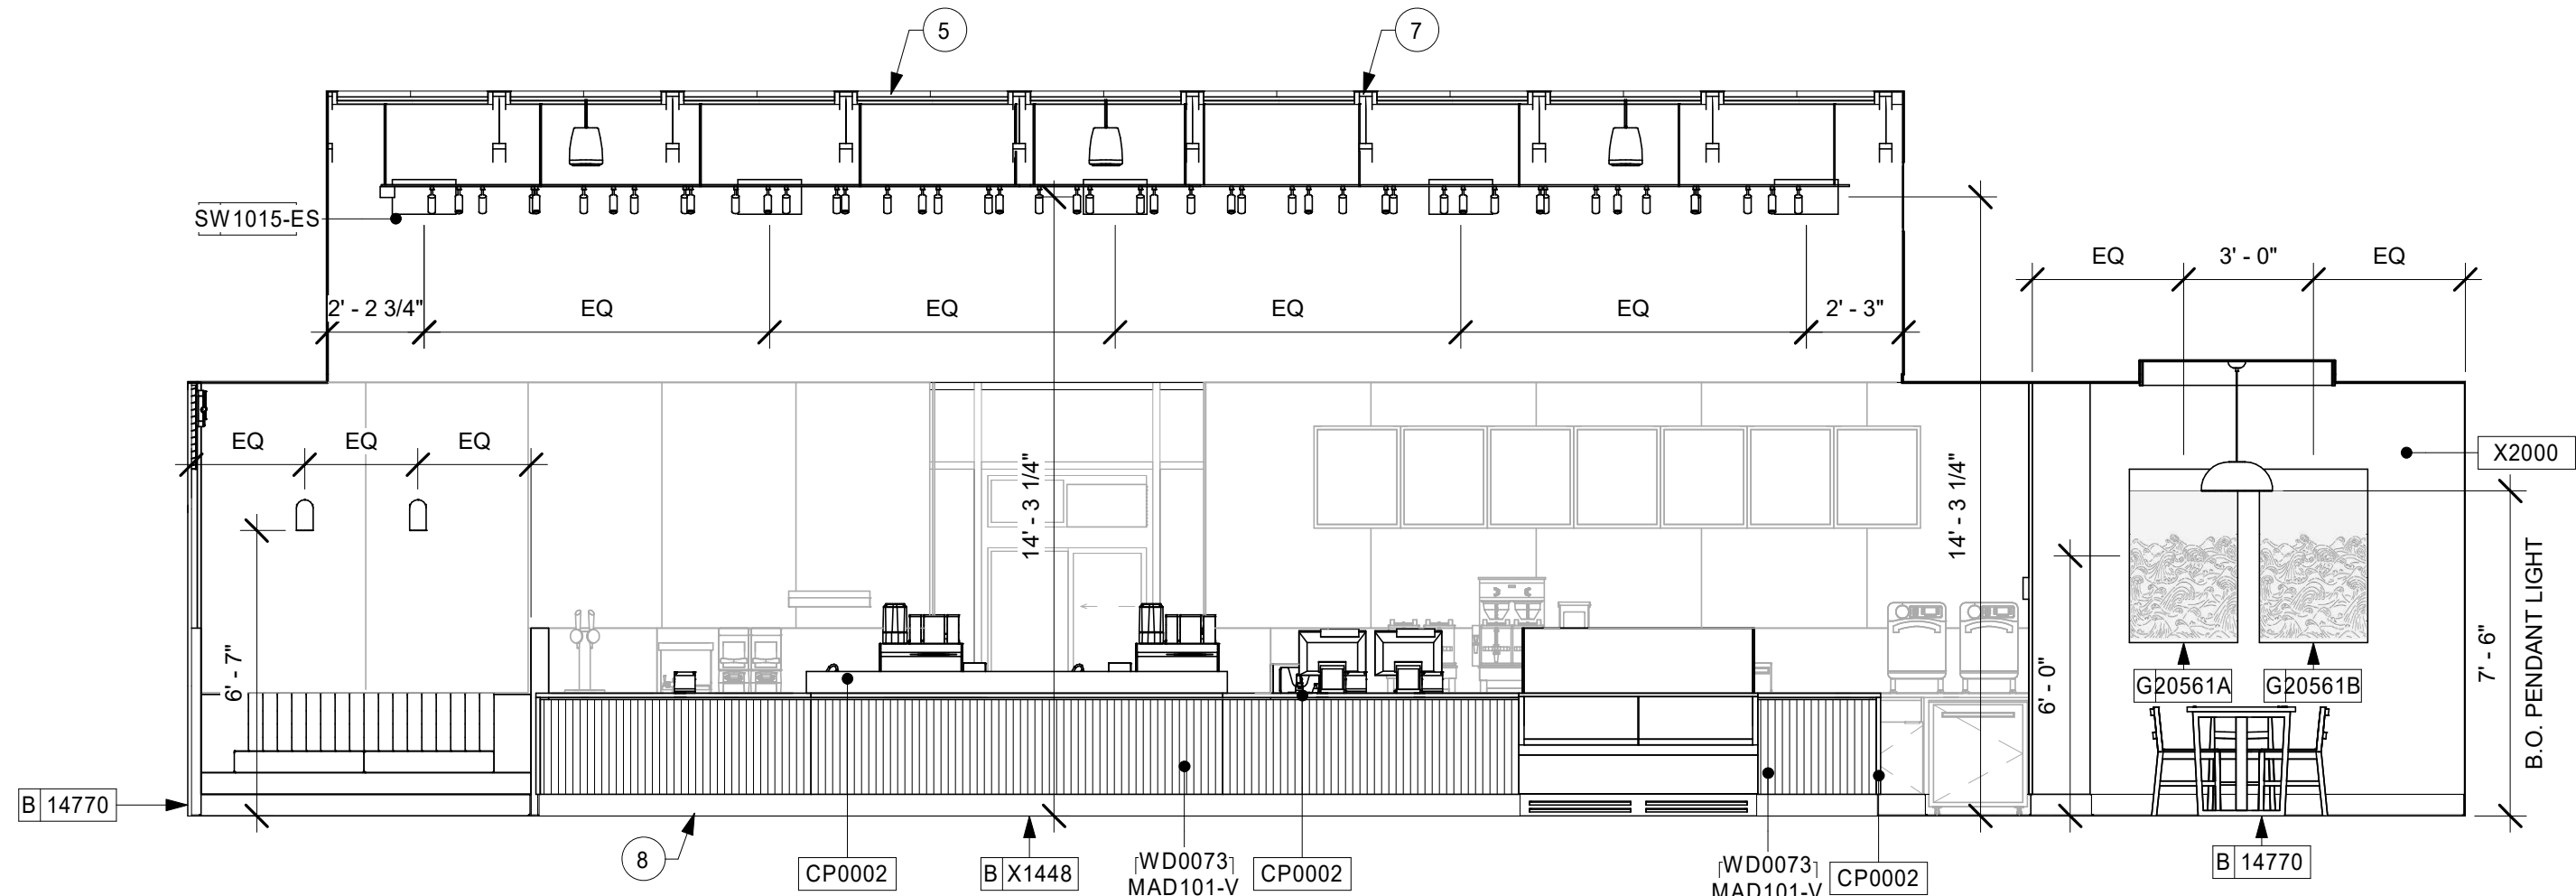 5
7
SW1015-ES
EQ
3' - 0"
EQ
2' - 2 3/4"
EQ
EQ
EQ
EQ
2' - 3"
EQ
EQ
EQ
14' - 3 1/4"
14' - 3 1/4"
X2000
6' - 7"
6' - 0"
7' - 6"
B.O. PENDANT LIGHT
G20561A
G20561B
B 14770
8
CP0002
B X1448
WD0073
MAD101-V
CP0002
WD0073
MAD101-V
CP0002
B 14770